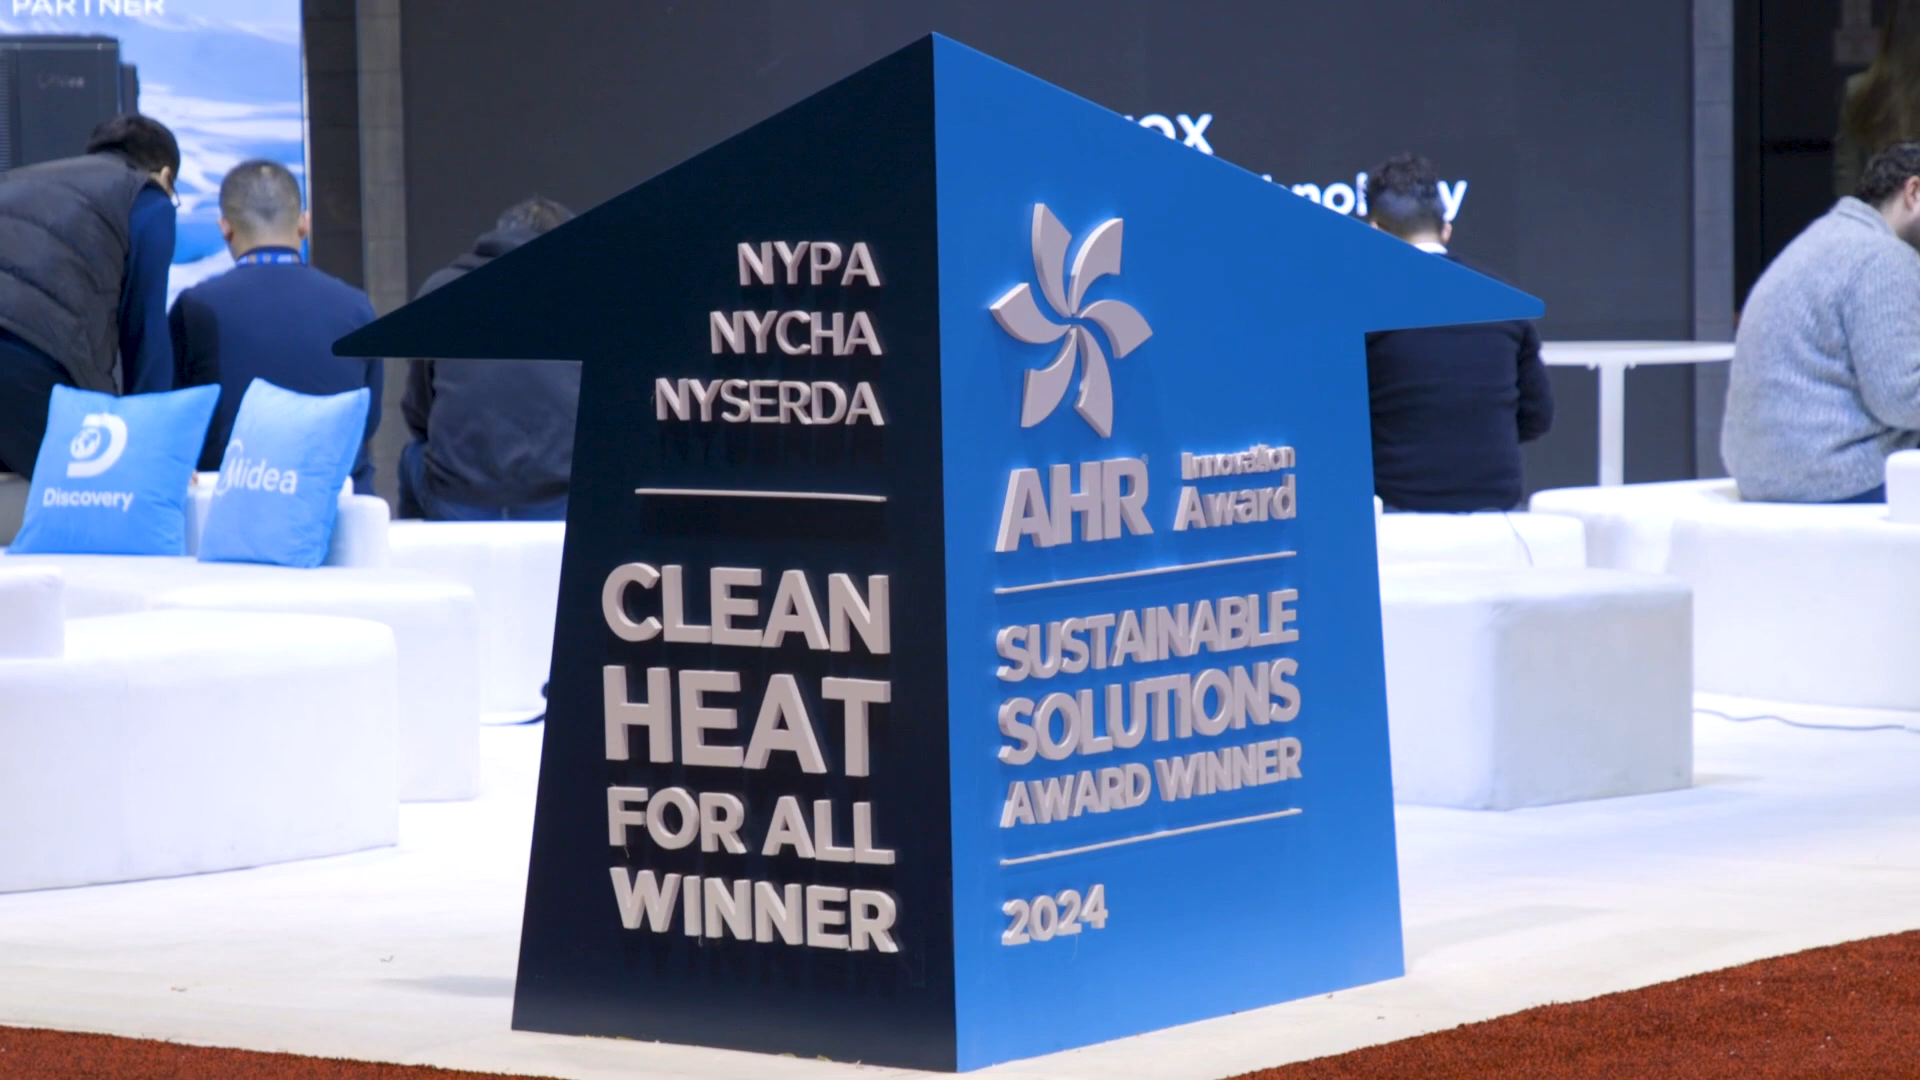 PARTNER
NYPA
NYCHA
NYSERDA
CLEAN
HEAT
FOR ALL
WINNER
AHR
Innovation
Award
SUSTAINABLE
SOLUTIONS
AWARD WINNER
2024
Discovery
Midea